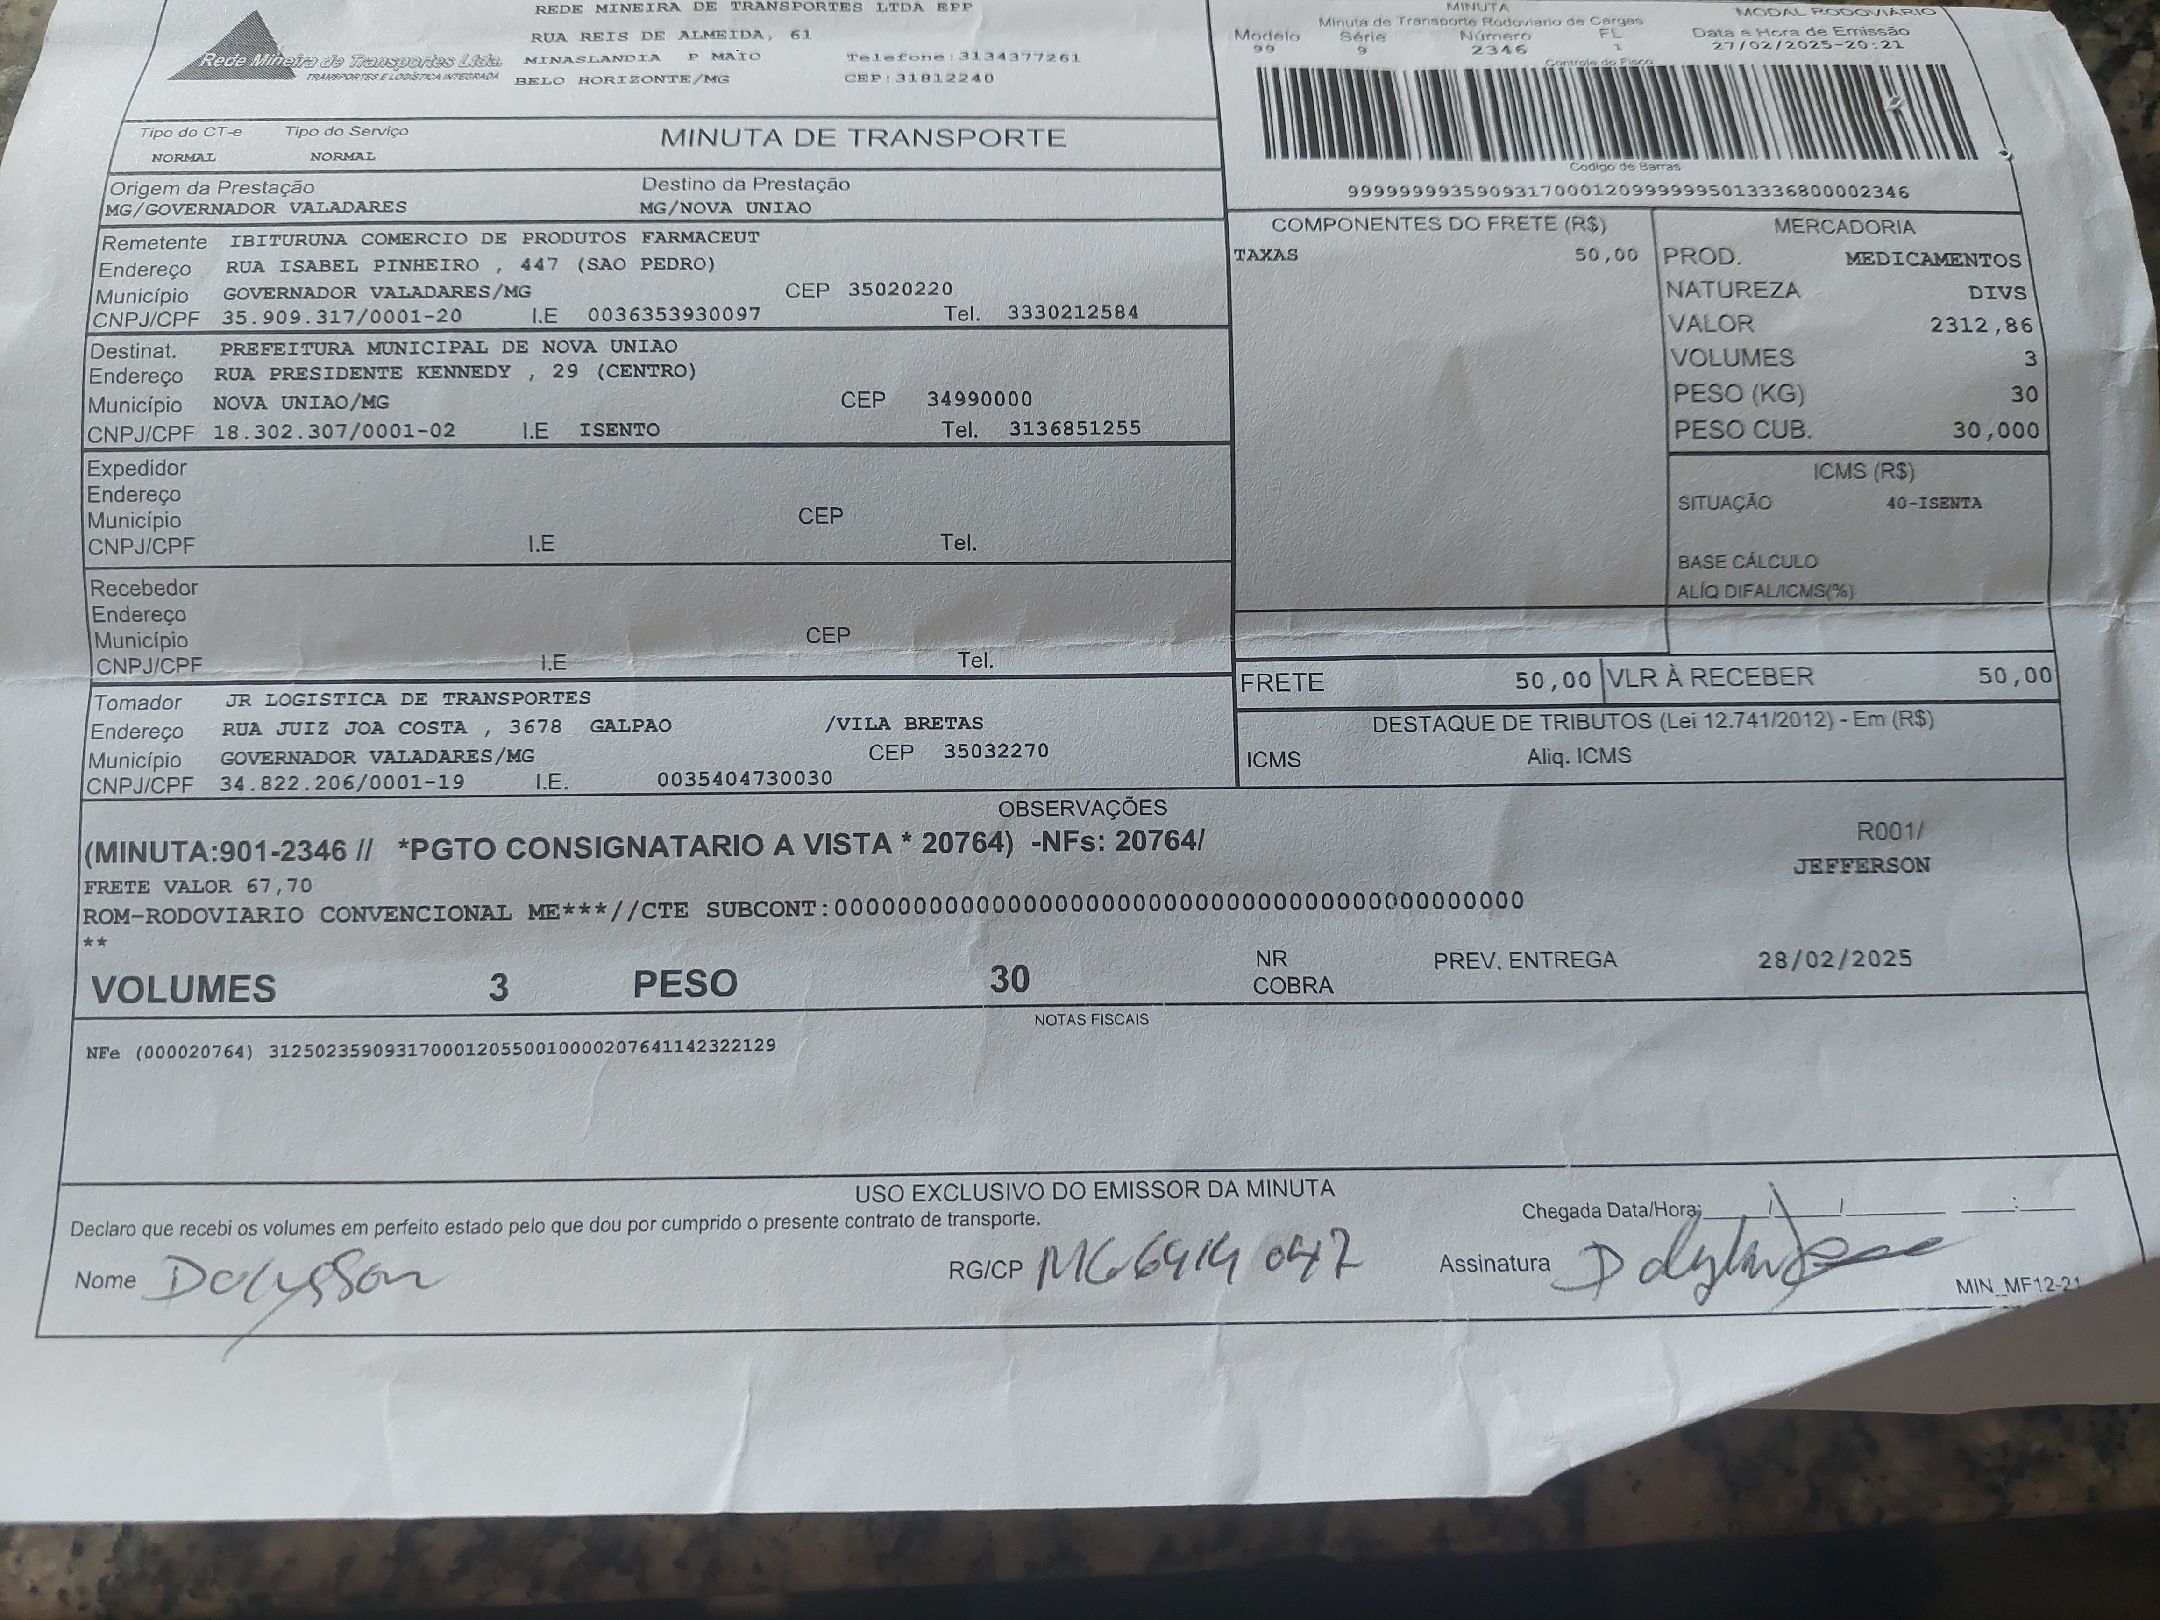 Rede Mineira de Transportes Ltda
TRANSPORTES E LOGÍSTICA INTEGRADA
REDE MINEIRA DE TRANSPORTES LTDA EPP
RUA REIS DE ALMEIDA, 61
MINASLANDIA P MAIO Telefone:3134377261
BELO HORIZONTE/MG CEP:31812240
MINUTA
Minuta de Transporte Rodoviario de Cargas
MODAL RODOVIÁRIO
Modelo Série Número FL Data e Hora de Emissão
99 9 2346 1 27/02/2025-20:21
Controle do Fisco
Codigo de Barras
999999993590931700012099999995013336800002346
Tipo do CT-e Tipo do Serviço MINUTA DE TRANSPORTE
NORMAL NORMAL
Origem da Prestação Destino da Prestação
MG/GOVERNADOR VALADARES MG/NOVA UNIAO
Remetente IBITURUNA COMERCIO DE PRODUTOS FARMACEUT
Endereço RUA ISABEL PINHEIRO , 447 (SAO PEDRO)
Município GOVERNADOR VALADARES/MG CEP 35020220
CNPJ/CPF 35.909.317/0001-20 I.E 0036353930097 Tel. 3330212584
Destinat. PREFEITURA MUNICIPAL DE NOVA UNIAO
Endereço RUA PRESIDENTE KENNEDY , 29 (CENTRO)
Município NOVA UNIAO/MG CEP 34990000
CNPJ/CPF 18.302.307/0001-02 I.E ISENTO Tel. 3136851255
Expedidor
Endereço
Município CEP
CNPJ/CPF I.E Tel.
Recebedor
Endereço
Município CEP
CNPJ/CPF I.E Tel.
Tomador JR LOGISTICA DE TRANSPORTES
Endereço RUA JUIZ JOA COSTA , 3678 GALPAO /VILA BRETAS
Município GOVERNADOR VALADARES/MG CEP 35032270
CNPJ/CPF 34.822.206/0001-19 I.E. 0035404730030
COMPONENTES DO FRETE (R$)
TAXAS 50,00
MERCADORIA
PROD. MEDICAMENTOS
NATUREZA DIVS
VALOR 2312,86
VOLUMES 3
PESO (KG) 30
PESO CUB. 30,000
ICMS (R$)
SITUAÇÃO 40-ISENTA
BASE CÁLCULO
ALÍQ DIFAL/ICMS(%)
FRETE 50,00 VLR À RECEBER 50,00
DESTAQUE DE TRIBUTOS (Lei 12.741/2012) - Em (R$)
ICMS Aliq. ICMS
OBSERVAÇÕES
(MINUTA:901-2346 // *PGTO CONSIGNATARIO A VISTA * 20764) -NFs: 20764/ R001/
FRETE VALOR 67,70 JEFFERSON
ROM-RODOVIARIO CONVENCIONAL ME***//CTE SUBCONT:00000000000000000000000000000000000000000000
**
VOLUMES 3 PESO 30 NR COBRA PREV. ENTREGA 28/02/2025
NOTAS FISCAIS
NFe (000020764) 31250235909317000120550010000207641142322129
USO EXCLUSIVO DO EMISSOR DA MINUTA
Declaro que recebi os volumes em perfeito estado pelo que dou por cumprido o presente contrato de transporte. Chegada Data/Hora: / / :
Nome Dolysson RG/CP MG6414 047 Assinatura
MIN_MF12-21